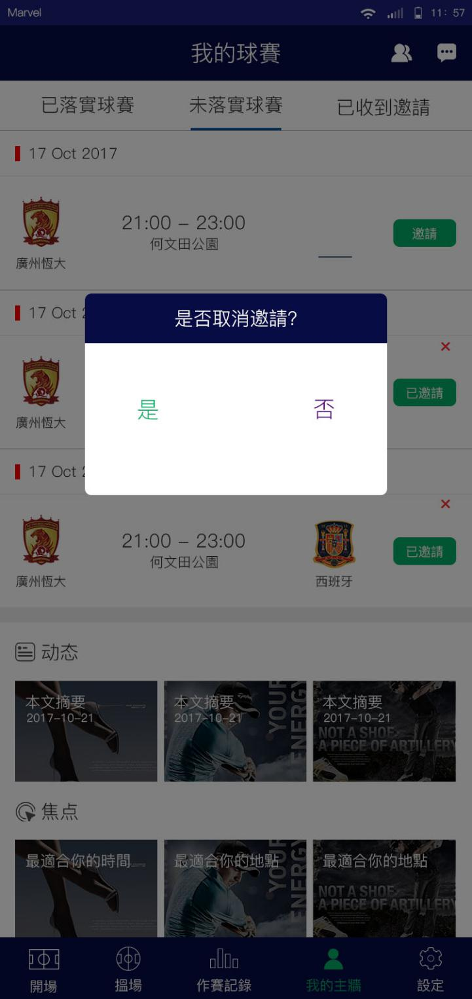 Marvel
11: 57
我的球賽
已落實球賽
未落實球賽
已收到邀請
17 Oct 2017
21:00 – 23:00
何文田公園
廣州恆大
邀請
17 Oct
是否取消邀請?
是
否
廣州恆大
已邀請
17 Oct
21:00 – 23:00
何文田公園
廣州恆大
西班牙
已邀請
动态
本文摘要
2017-10-21
本文摘要
2017-10-21
YOUR
ENERGY
本文摘要
2017-10-21
NOT A SHOE
A PIECE OF ARTILLERY
焦点
最適合你的時間
最適合你的地點
YOUR
ENERGY
最適合你的地點
NOT A SHOE
A PIECE OF ARTILLERY
開場
搵場
作賽記錄
我的主牆
設定